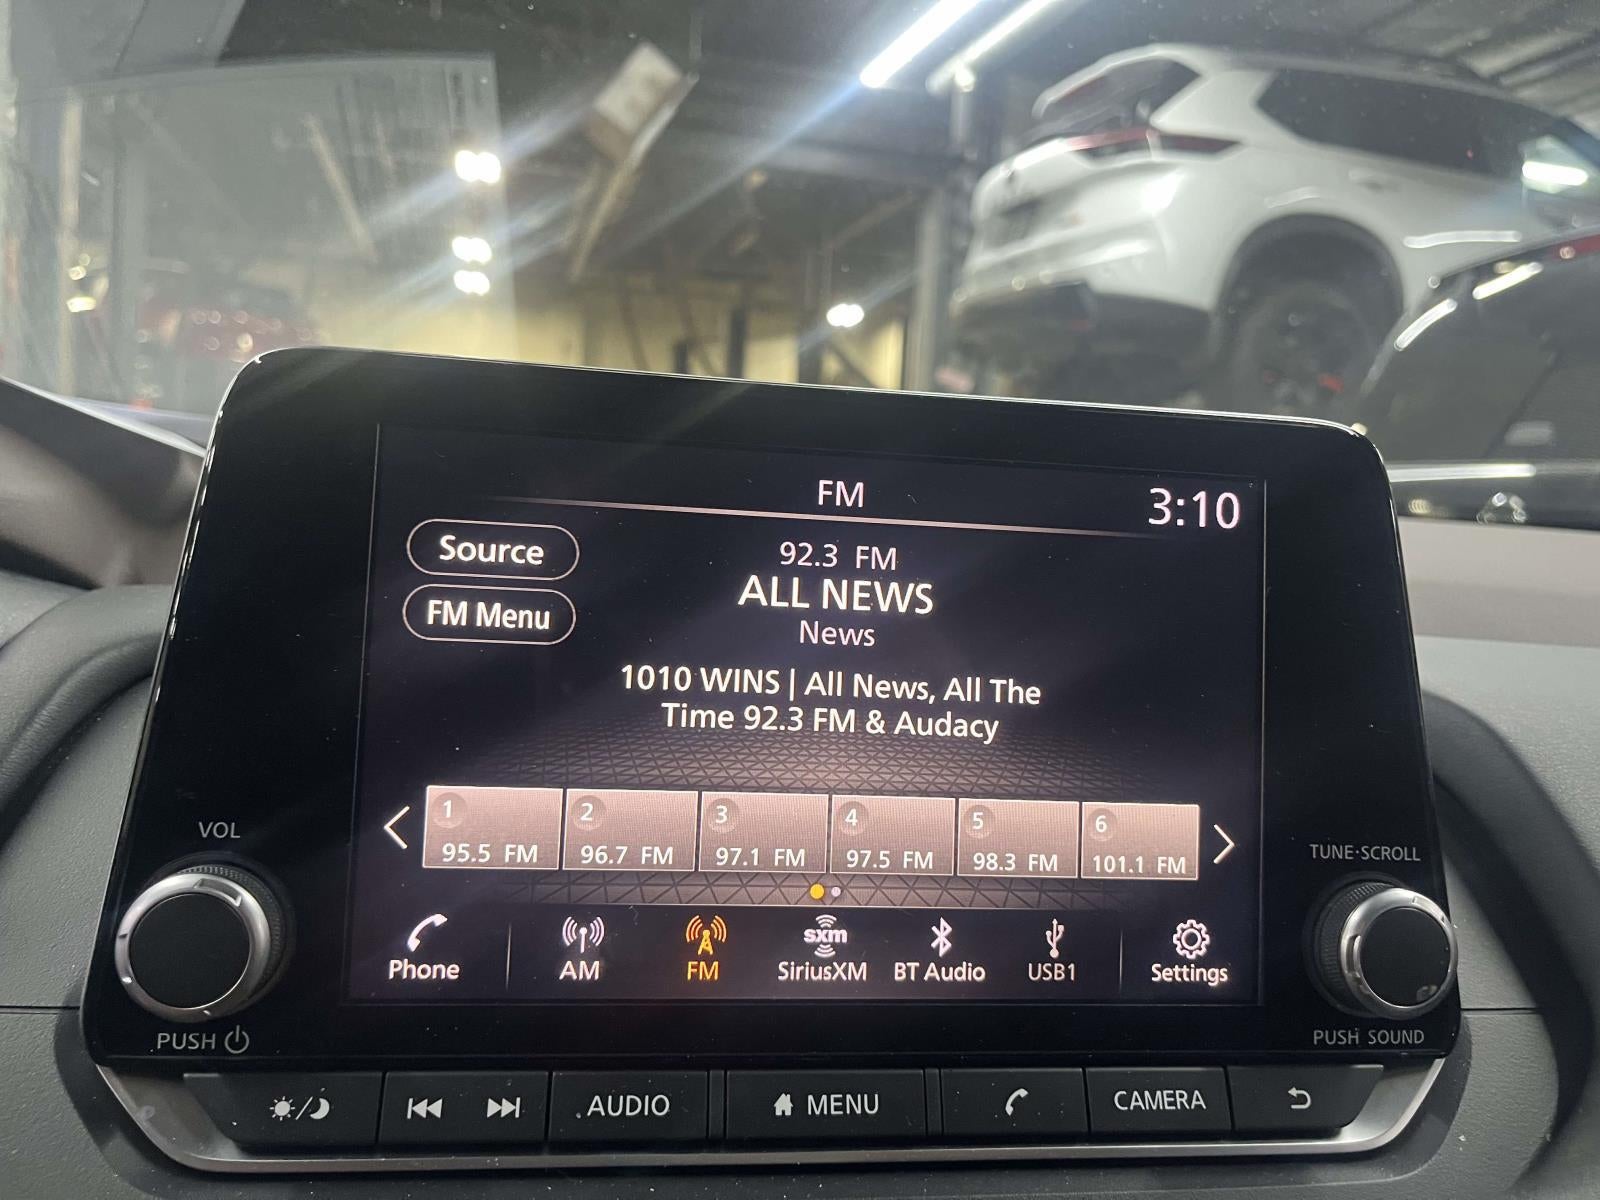 FM
3:10
Source
92.3 FM
ALL NEWS
FM Menu
News
1010 WINS | All News, All The
Time 92.3 FM & Audacy
1
2
3
4
5
6
95.5 FM
96.7 FM
97.1 FM
97.5 FM
98.3 FM
101.1 FM
VOL
TUNE·SCROLL
sxm
Phone
AM
FM
SiriusXM
BT Audio
USB1
Settings
PUSH
PUSH SOUND
AUDIO
MENU
CAMERA